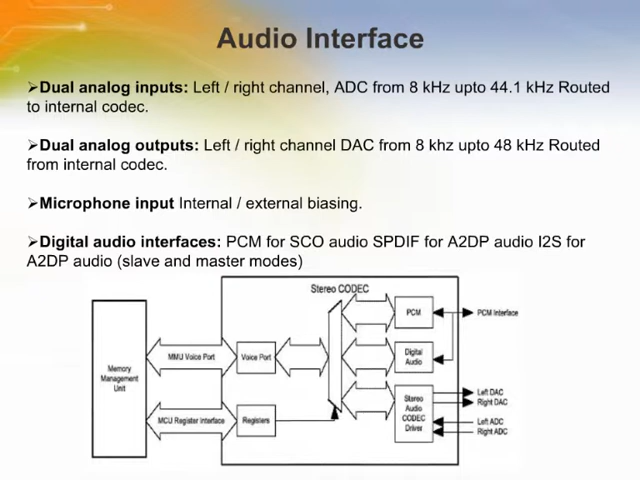 Audio Interface
➢Dual analog inputs: Left / right channel, ADC from 8 kHz upto 44.1 kHz Routed
to internal codec.
➢Dual analog outputs: Left / right channel DAC from 8 khz upto 48 kHz Routed
from internal codec.
➢Microphone input Internal / external biasing.
➢Digital audio interfaces: PCM for SCO audio SPDIF for A2DP audio I2S for
A2DP audio (slave and master modes)
Stereo CODEC
PCM
PCM Interface
Memory
Management
Unit
MMU Voice Port
Voice Port
Digital
Audio
MCU Register Interface
Registers
Stereo
Audio
CODEC
Driver
Left DAC
Right DAC
Left ADC
Right ADC